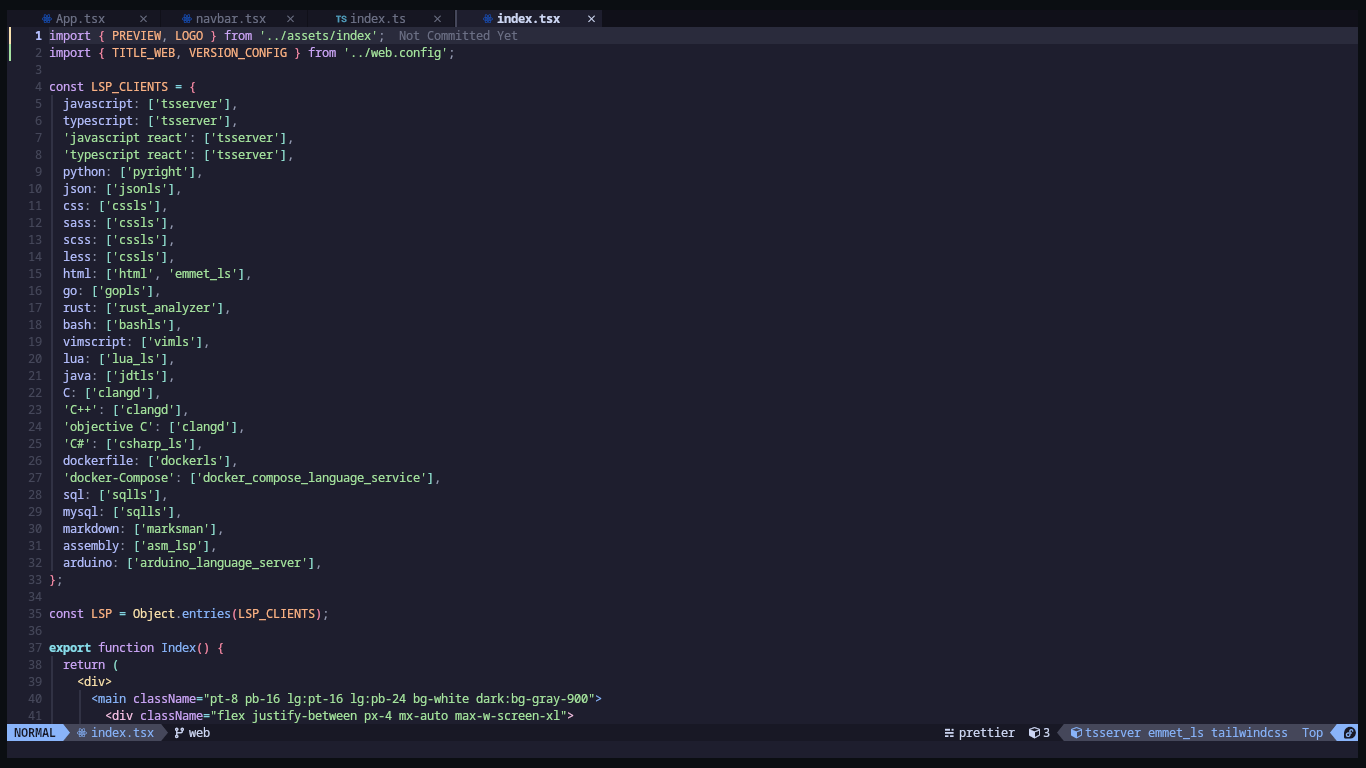 App.tsx × navbar.tsx × TS index.ts × index.tsx ×
1 import { PREVIEW, LOGO } from '../assets/index'; Not Committed Yet
2 import { TITLE_WEB, VERSION_CONFIG } from '../web.config';
3
4 const LSP_CLIENTS = {
5 javascript: ['tsserver'],
6 typescript: ['tsserver'],
7 'javascript react': ['tsserver'],
8 'typescript react': ['tsserver'],
9 python: ['pyright'],
10 json: ['jsonls'],
11 css: ['cssls'],
12 sass: ['cssls'],
13 scss: ['cssls'],
14 less: ['cssls'],
15 html: ['html', 'emmet_ls'],
16 go: ['gopls'],
17 rust: ['rust_analyzer'],
18 bash: ['bashls'],
19 vimscript: ['vimls'],
20 lua: ['lua_ls'],
21 java: ['jdtls'],
22 C: ['clangd'],
23 'C++': ['clangd'],
24 'objective C': ['clangd'],
25 'C#': ['csharp_ls'],
26 dockerfile: ['dockerls'],
27 'docker-Compose': ['docker_compose_language_service'],
28 sql: ['sqlls'],
29 mysql: ['sqlls'],
30 markdown: ['marksman'],
31 assembly: ['asm_lsp'],
32 arduino: ['arduino_language_server'],
33 };
34
35 const LSP = Object.entries(LSP_CLIENTS);
36
37 export function Index() {
38 return (
39 <div>
40 <main className="pt-8 pb-16 lg:pt-16 lg:pb-24 bg-white dark:bg-gray-900">
41 <div className="flex justify-between px-4 mx-auto max-w-screen-xl">
NORMAL index.tsx web prettier 3 tsserver emmet_ls tailwindcss Top